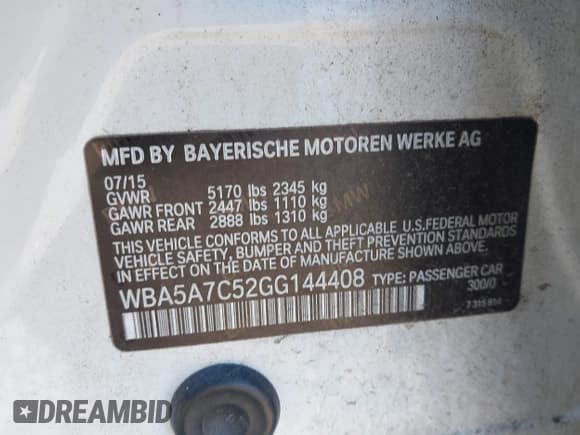 MFD BY BAYERISCHE MOTOREN WERKE AG
07/15
GVWR 5170 lbs 2345 kg
GAWR FRONT 2447 lbs 1110 kg
GAWR REAR 2888 lbs 1310 kg
THIS VEHICLE CONFORMS TO ALL APPLICABLE U.S.FEDERAL MOTOR
VEHICLE SAFETY, BUMPER AND THEFT PREVENTION STANDARDS
IN EFFECT ON THE DATE OF MANUFACTURE SHOWN ABOVE.
WBA5A7C52GG144408 TYPE: PASSENGER CAR
300/0
7315814
DREAMBID